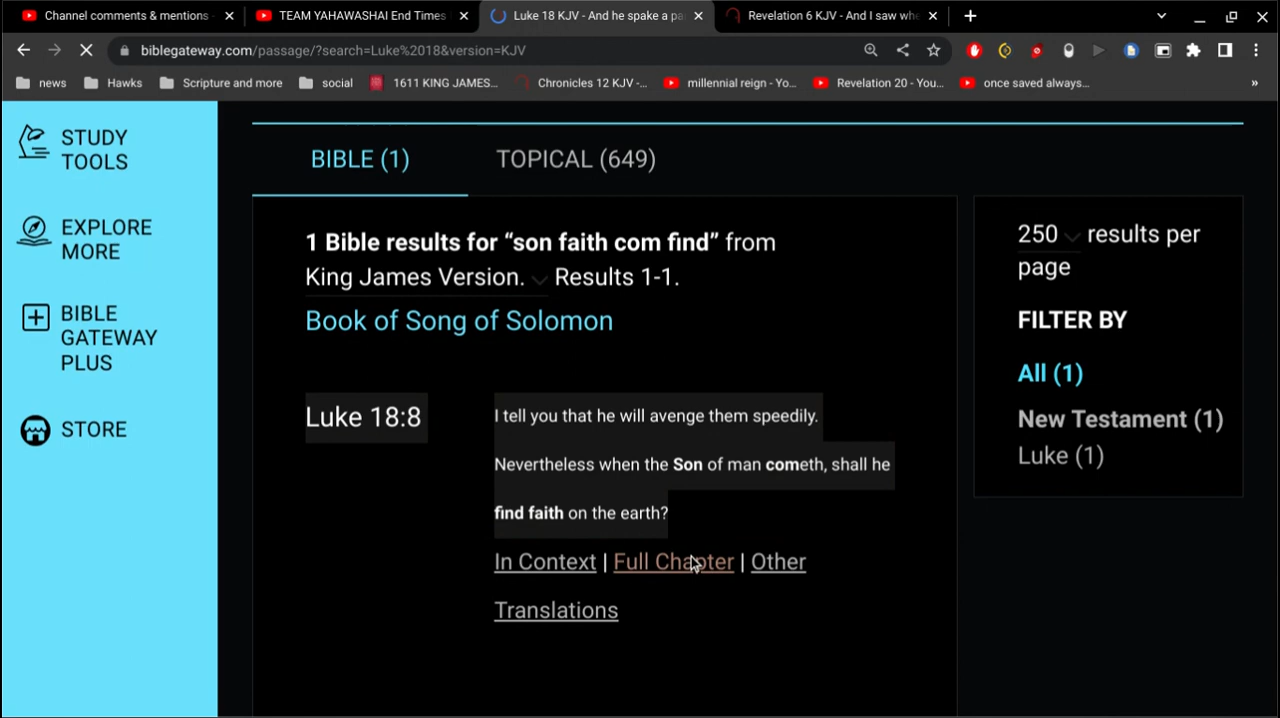 Channel comments & mentions -
TEAM YAHAWASHAI End Times
Luke 18 KJV - And he spake a pa
Revelation 6 KJV - And I saw whe
biblegateway.com/passage/?search=Luke%2018&version=KJV
news
Hawks
Scripture and more
social
1611 KING JAMES...
Chronicles 12 KJV -...
millennial reign - Yo...
Revelation 20 - You...
once saved always...
»
STUDY
TOOLS
EXPLORE
MORE
BIBLE
GATEWAY
PLUS
STORE
BIBLE (1)
TOPICAL (649)
1 Bible results for “son faith com find” from
King James Version. Results 1-1.
Book of Song of Solomon
Luke 18:8
I tell you that he will avenge them speedily.
Nevertheless when the Son of man cometh, shall he
find faith on the earth?
In Context | Full Chapter | Other
Translations
250 results per
page
FILTER BY
All (1)
New Testament (1)
Luke (1)